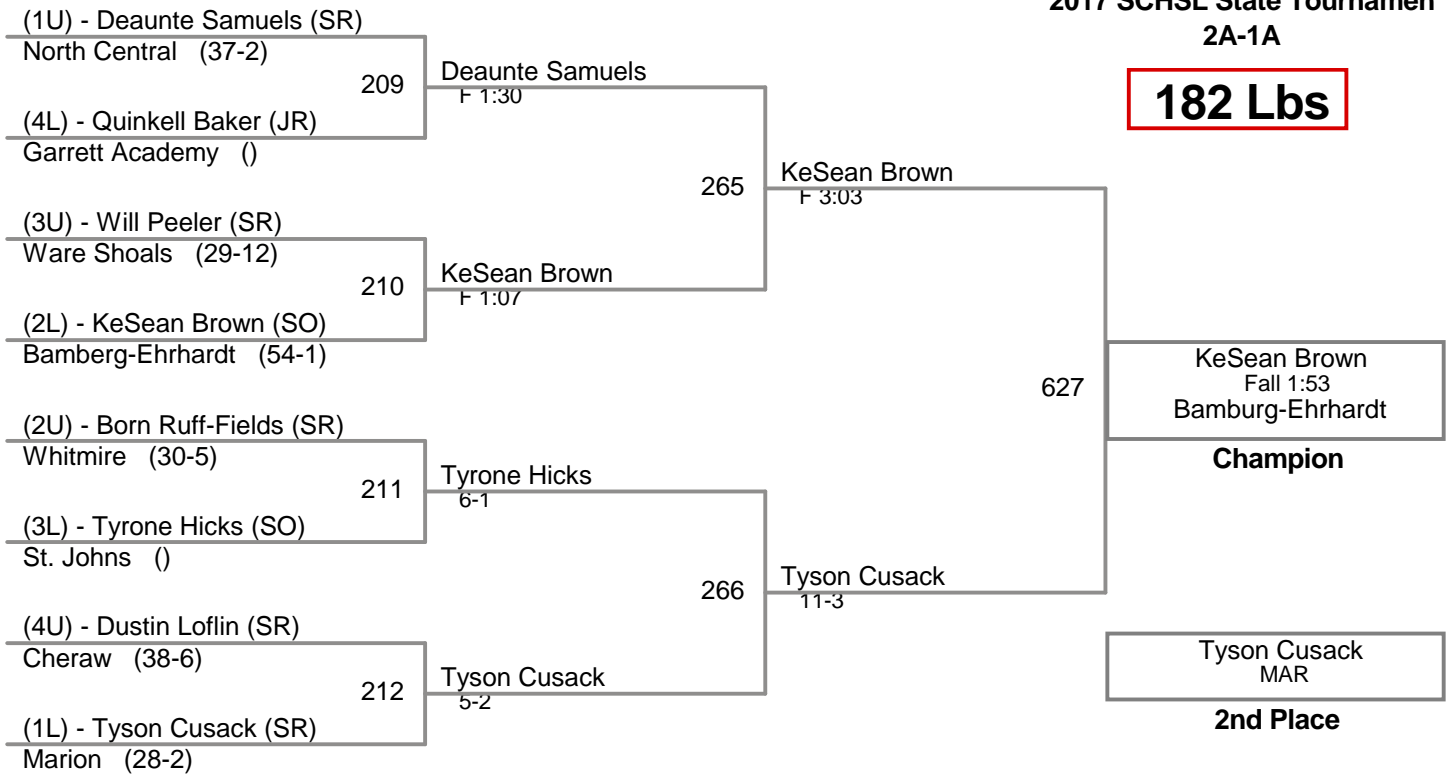 2017 SCHSL State Tournamen
2A-1A
182 Lbs
(1U) - Deaunte Samuels (SR)
North Central (37-2)
209
Deaunte Samuels
F 1:30
(4L) - Quinkell Baker (JR)
Garrett Academy ()
265
KeSean Brown
F 3:03
(3U) - Will Peeler (SR)
Ware Shoals (29-12)
210
KeSean Brown
F 1:07
(2L) - KeSean Brown (SO)
Bamberg-Ehrhardt (54-1)
627
KeSean Brown
Fall 1:53
Bamburg-Ehrhardt
Champion
(2U) - Born Ruff-Fields (SR)
Whitmire (30-5)
211
Tyrone Hicks
6-1
(3L) - Tyrone Hicks (SO)
St. Johns ()
266
Tyson Cusack
11-3
(4U) - Dustin Loflin (SR)
Cheraw (38-6)
212
Tyson Cusack
5-2
(1L) - Tyson Cusack (SR)
Marion (28-2)
Tyson Cusack
MAR
2nd Place